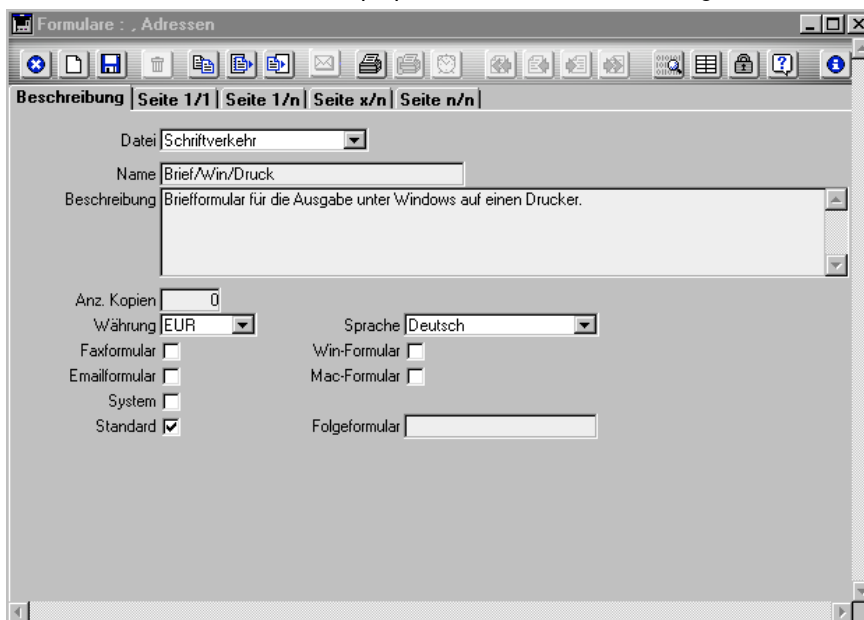 Formulare : , Adressen
Beschreibung Seite 1/1 Seite 1/n Seite x/n Seite n/n
Datei Schriftverkehr
Name Brief/Win/Druck
Beschreibung Briefformular für die Ausgabe unter Windows auf einen Drucker.
Anz. Kopien 0
Währung EUR Sprache Deutsch
Faxformular Win-Formular
Emailformular Mac-Formular
System
Standard Folgeformular